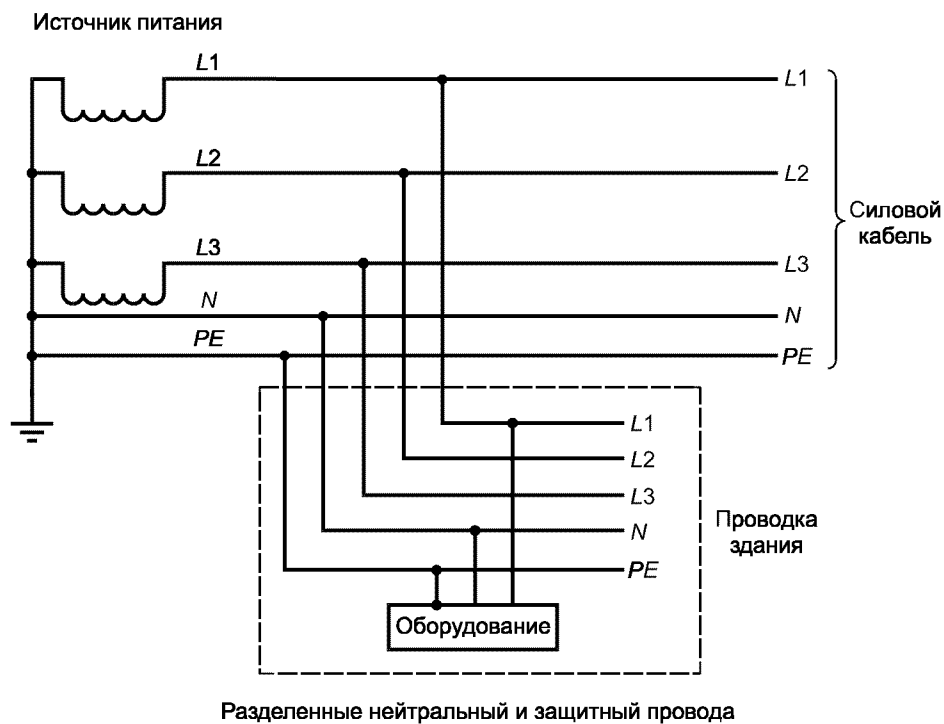 Источник питания
L1
L1
L2
L2
Силовой
кабель
L3
L3
N
N
PE
PE
L1
L2
L3
N
Проводка
здания
PE
Оборудование
Разделенные нейтральный и защитный провода